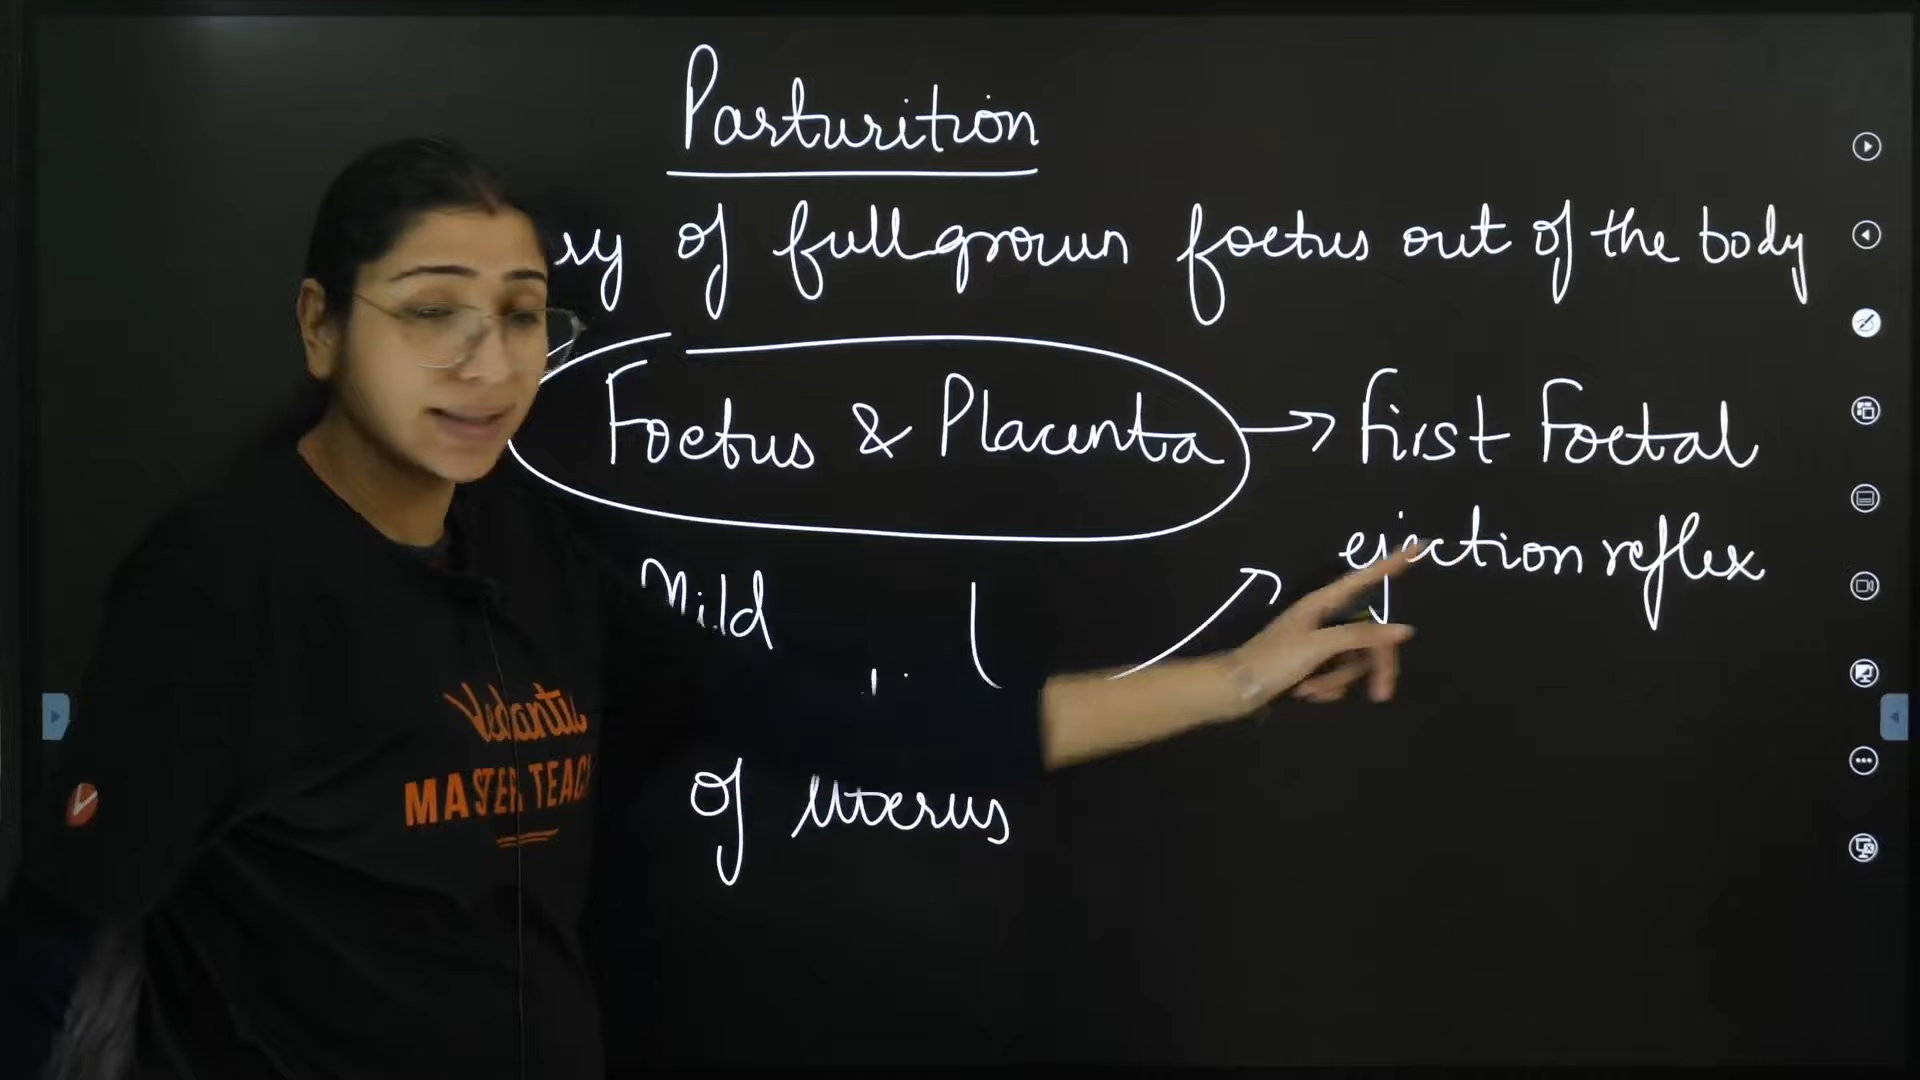 Parturition
of fullgrown foetus out of the body
Foetus & Placenta → First Foetal
ejection reflex
Mild
of uterus
Vedantu
MASTER